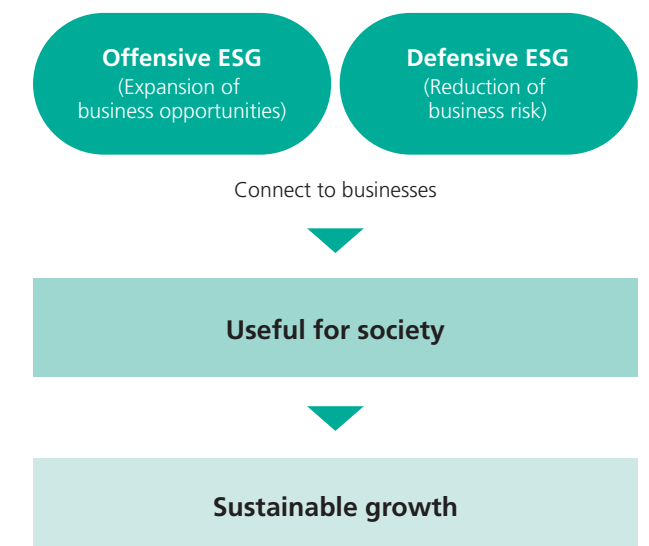 Offensive ESG
(Expansion of
business opportunities)
Defensive ESG
(Reduction of
business risk)
Connect to businesses
Useful for society
Sustainable growth